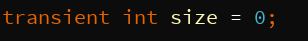 transient int size = 0;